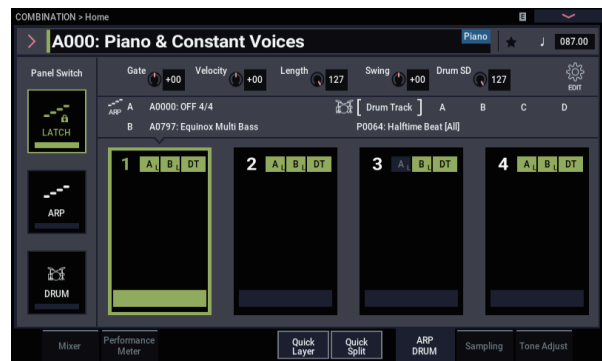 COMBINATION > Home
E
A000: Piano & Constant Voices
Piano
♩ 087.00
Panel Switch
Gate +00 Velocity +00 Length 127 Swing +00 Drum SD 127
EDIT
LATCH
ARP A A0000: OFF 4/4 [ Drum Track ] A B C D
B A0797: Equinox Multi Bass P0064: Halftime Beat [All]
1 A L B L DT 2 A L B L DT 3 A L B L DT 4 A L B L DT
ARP
DRUM
Mixer Performance Meter Quick Layer Quick Split ARP DRUM Sampling Tone Adjust